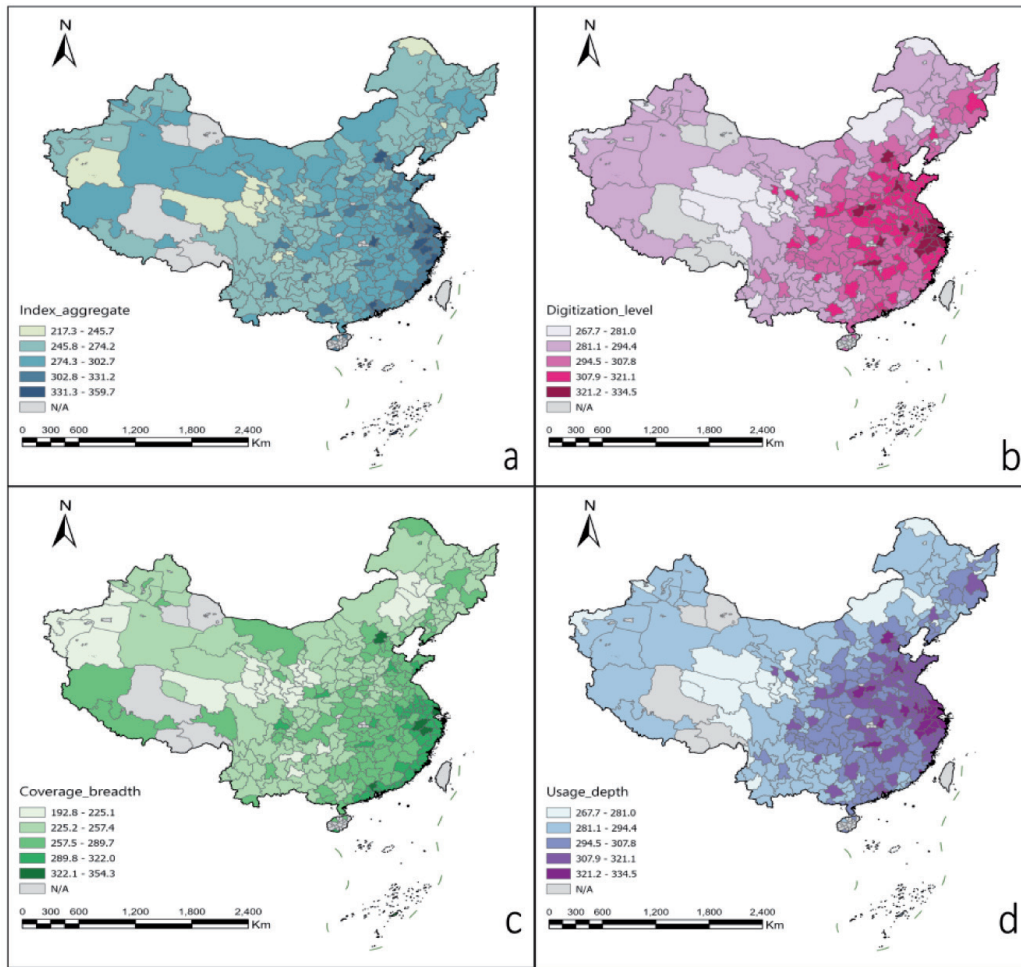 N
Index_aggregate
217.3 - 245.7
245.8 - 274.2
274.3 - 302.7
302.8 - 331.2
331.3 - 359.7
N/A
0 300 600 1,200 1,800 2,400
Km
a
N
Digitization_level
267.7 - 281.0
281.1 - 294.4
294.5 - 307.8
307.9 - 321.1
321.2 - 334.5
N/A
0 300 600 1,200 1,800 2,400
Km
b
N
Coverage_breadth
192.8 - 225.1
225.2 - 257.4
257.5 - 289.7
289.8 - 322.0
322.1 - 354.3
N/A
0 300 600 1,200 1,800 2,400
Km
c
N
Usage_depth
267.7 - 281.0
281.1 - 294.4
294.5 - 307.8
307.9 - 321.1
321.2 - 334.5
N/A
0 300 600 1,200 1,800 2,400
Km
d